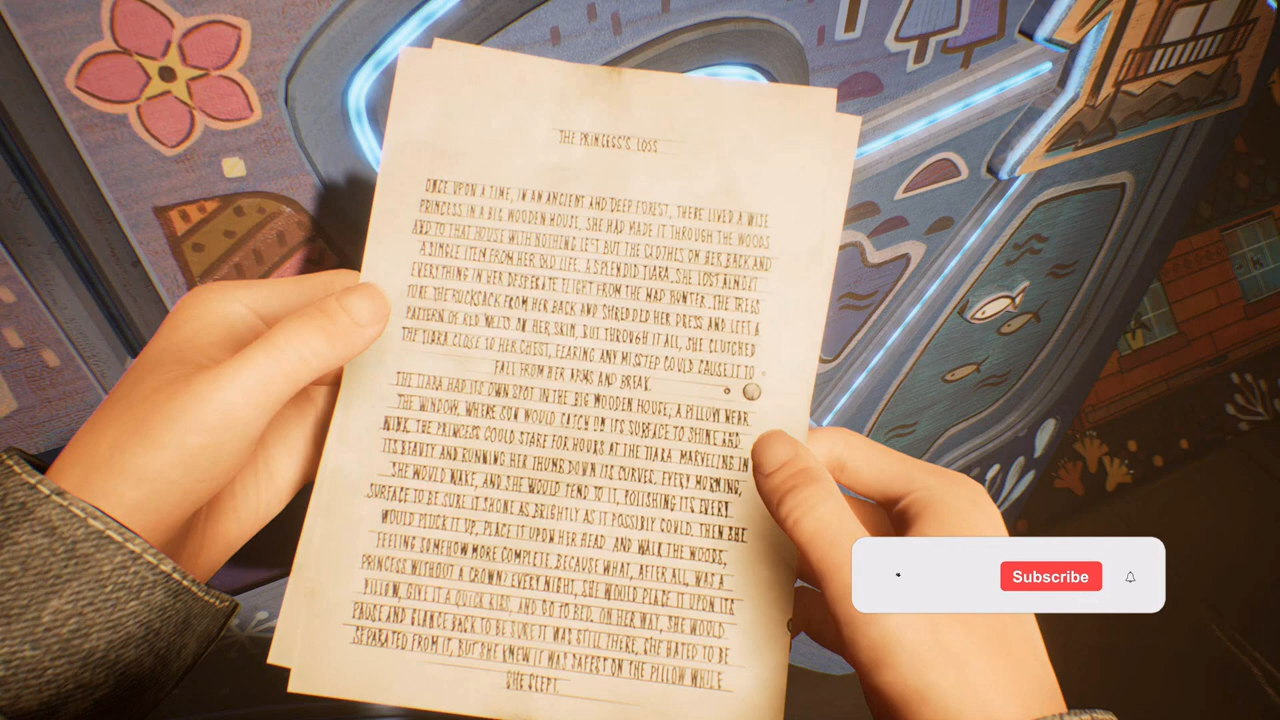 THE PRINCESS'S LOSS
ONCE UPON A TIME, IN AN ANCIENT AND DEEP FOREST, THERE LIVED A WISE
PRINCESS IN A BIG WOODEN HOUSE. SHE HAD MADE IT THROUGH THE WOODS
AND TO THAT HOUSE WITH NOTHING LEFT BUT THE CLOTHES ON HER BACK AND
A SINGLE ITEM FROM HER OLD LIFE, A SPLENDID TIARA. SHE LOST ALMOST
EVERYTHING IN HER DESPERATE FLIGHT FROM THE MAD HUNTER. THE TREES
TORE THE RUCKSACK FROM HER BACK AND SHREDDED HER DRESS AND LEFT A
PATTERN OF RED WELTS ON HER SKIN, BUT THROUGH IT ALL, SHE CLUTCHED
THE TIARA CLOSE TO HER CHEST, FEARING ANY MISSTEP COULD CAUSE IT TO
FALL FROM HER ARMS AND BREAK.
THE TIARA HAD ITS OWN SPOT IN THE BIG WOODEN HOUSE, A PILLOW NEAR
THE WINDOW, WHERE SUN WOULD CATCH ON ITS SURFACE TO SHINE AND
WINK. THE PRINCESS COULD STARE FOR HOURS AT THE TIARA, MARVELING IN
ITS BEAUTY AND RUNNING HER THUMB DOWN ITS CURVES. EVERY MORNING,
SHE WOULD WAKE, AND SHE WOULD TEND TO IT, POLISHING ITS EVERY
SURFACE TO BE SURE IT SHONE AS BRIGHTLY AS IT POSSIBLY COULD. THEN SHE
WOULD PLUCK IT UP, PLACE IT UPON HER HEAD, AND WALK THE WOODS,
FEELING SOMEHOW MORE COMPLETE, BECAUSE WHAT, AFTER ALL, WAS A
PRINCESS WITHOUT A CROWN? EVERY NIGHT, SHE WOULD PLACE IT UPON ITS
PILLOW, GIVE IT A QUICK KISS, AND GO TO BED. ON HER WAY, SHE WOULD
PAUSE AND GLANCE BACK TO BE SURE IT WAS STILL THERE. SHE HATED TO BE
SEPARATED FROM IT, BUT SHE KNEW IT WAS SAFEST ON THE PILLOW WHILE
SHE SLEPT.
Subscribe